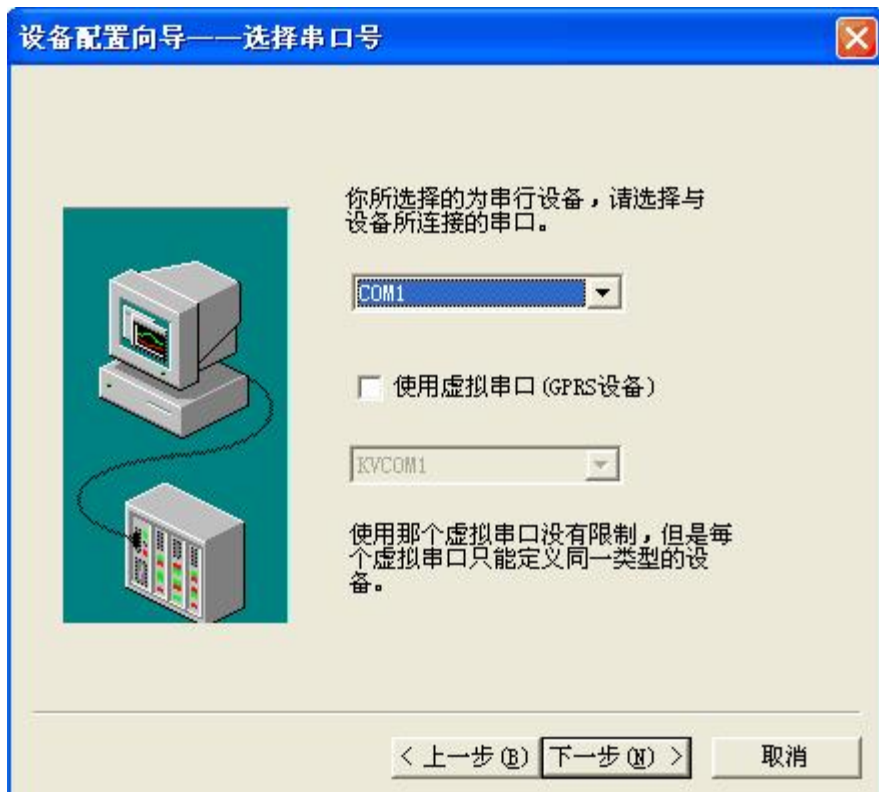 设备配置向导——选择串口号
你所选择的为串行设备，请选择与
设备所连接的串口。
COM1
使用虚拟串口(GPRS设备)
KVCOM1
使用那个虚拟串口没有限制，但是每
个虚拟串口只能定义同一类型的设
备。
< 上一步(B) 下一步(N) > 取消